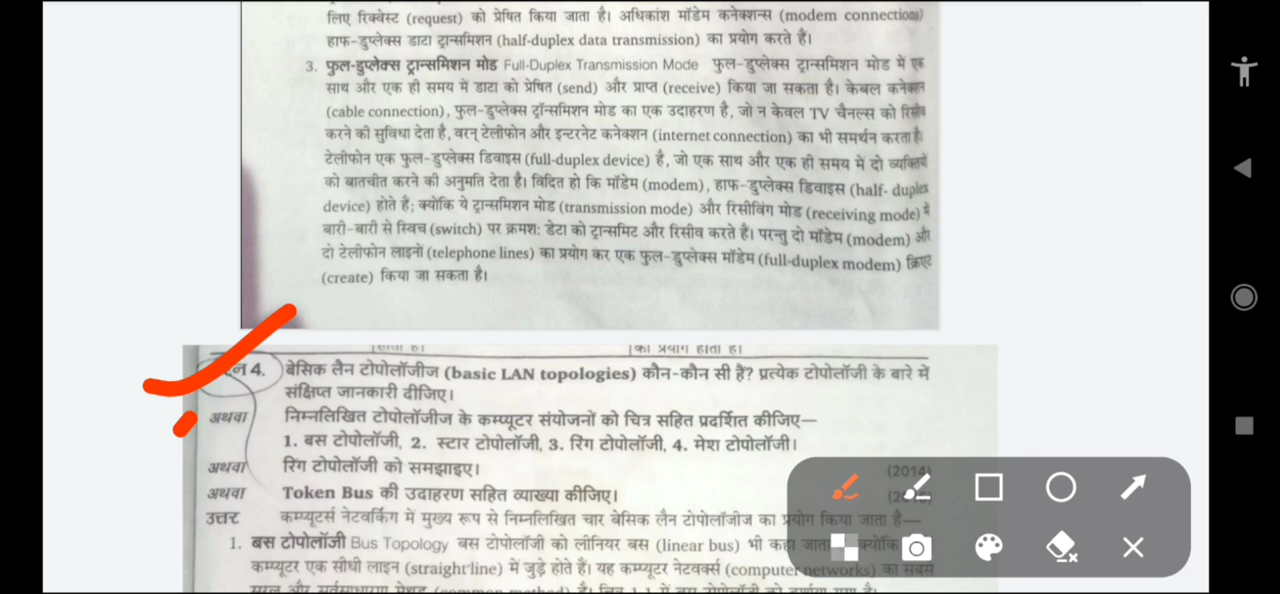 लिए रिक्वेस्ट (request) को प्रेषित किया जाता है। अधिकांश मॉडेम कनेक्शन्स (modem connections)
हाफ-डुप्लेक्स डाटा ट्रान्समिशन (half-duplex data transmission) का प्रयोग करते हैं।
3. फुल-डुप्लेक्स ट्रान्समिशन मोड Full-Duplex Transmission Mode फुल-डुप्लेक्स ट्रान्समिशन मोड में एक
साथ और एक ही समय में डाटा को प्रेषित (send) और प्राप्त (receive) किया जा सकता है। केबल कनेक्शन
(cable connection), फुल-डुप्लेक्स ट्रॉन्समिशन मोड का एक उदाहरण है, जो न केवल TV चैनल्स को रिसीव
करने की सुविधा देता है, वरन् टेलीफोन और इन्टरनेट कनेक्शन (internet connection) का भी समर्थन करता है।
टेलीफोन एक फुल-डुप्लेक्स डिवाइस (full-duplex device) है, जो एक साथ और एक ही समय में दो व्यक्तियों
को बातचीत करने की अनुमति देता है। विदित हो कि मॉडेम (modem), हाफ-डुप्लेक्स डिवाइस (half- duplex
device) होते हैं; क्योंकि ये ट्रान्समिशन मोड (transmission mode) और रिसीविंग मोड (receiving mode) में
बारी-बारी से स्विच (switch) पर क्रमशः डेटा को ट्रान्समिट और रिसीव करते हैं। परन्तु दो मॉडेम (modem) और
दो टेलीफोन लाइनों (telephone lines) का प्रयोग कर एक फुल-डुप्लेक्स मॉडेम (full-duplex modem) क्रिएट
(create) किया जा सकता है।
होता है। का प्रयोग होता है।
4. बेसिक लैन टोपोलॉजीज (basic LAN topologies) कौन-कौन सी हैं? प्रत्येक टोपोलॉजी के बारे में
संक्षिप्त जानकारी दीजिए।
अथवा निम्नलिखित टोपोलॉजीज के कम्प्यूटर संयोजनों को चित्र सहित प्रदर्शित कीजिए—
1. बस टोपोलॉजी, 2. स्टार टोपोलॉजी, 3. रिंग टोपोलॉजी, 4. मेश टोपोलॉजी।
अथवा रिंग टोपोलॉजी को समझाइए। (2014)
अथवा Token Bus की उदाहरण सहित व्याख्या कीजिए।
उत्तर कम्प्यूटर्स नेटवर्किंग में मुख्य रूप से निम्नलिखित चार बेसिक लैन टोपोलॉजीज का प्रयोग किया जाता है—
1. बस टोपोलॉजी Bus Topology बस टोपोलॉजी को लीनियर बस (linear bus) भी कहा जाता क्योंकि
कम्प्यूटर एक सीधी लाइन (straight line) में जुड़े होते हैं। यह कम्प्यूटर नेटवर्क्स (computer networks) का सबसे